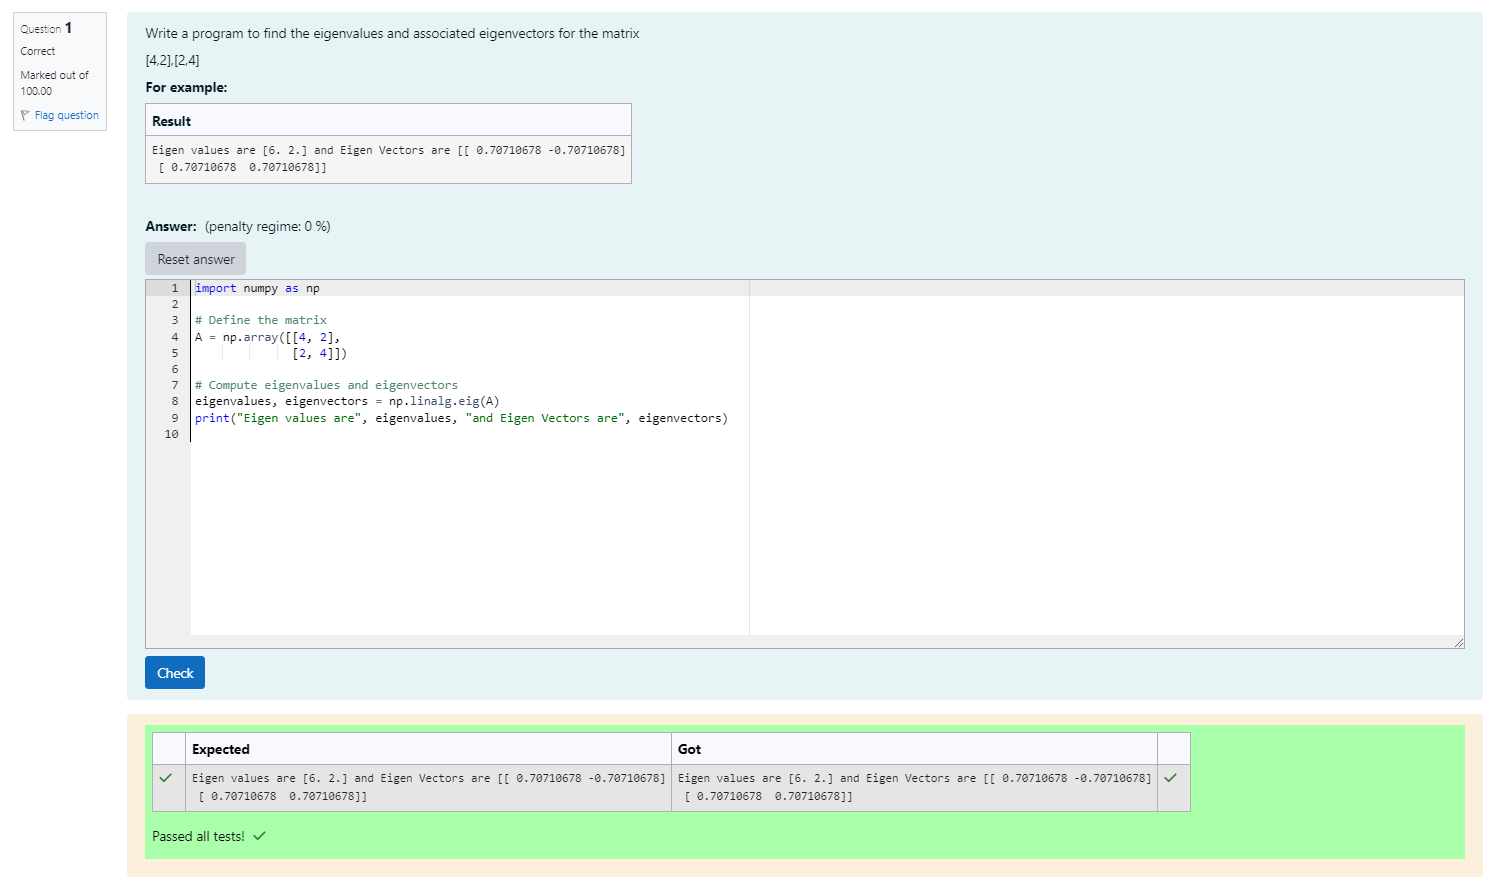 Question 1
Correct
Marked out of
100.00
Flag question
Write a program to find the eigenvalues and associated eigenvectors for the matrix
[4,2],[2,4]
For example:
Result
Eigen values are [6. 2.] and Eigen Vectors are [[ 0.70710678 -0.70710678]
 [ 0.70710678  0.70710678]]
Answer: (penalty regime: 0 %)
Reset answer
1 import numpy as np
2
3 # Define the matrix
4 A = np.array([[4, 2],
5               [2, 4]])
6
7 # Compute eigenvalues and eigenvectors
8 eigenvalues, eigenvectors = np.linalg.eig(A)
9 print("Eigen values are", eigenvalues, "and Eigen Vectors are", eigenvectors)
10
Check
Expected Got
Eigen values are [6. 2.] and Eigen Vectors are [[ 0.70710678 -0.70710678] Eigen values are [6. 2.] and Eigen Vectors are [[ 0.70710678 -0.70710678]
 [ 0.70710678  0.70710678]]  [ 0.70710678  0.70710678]]
Passed all tests!